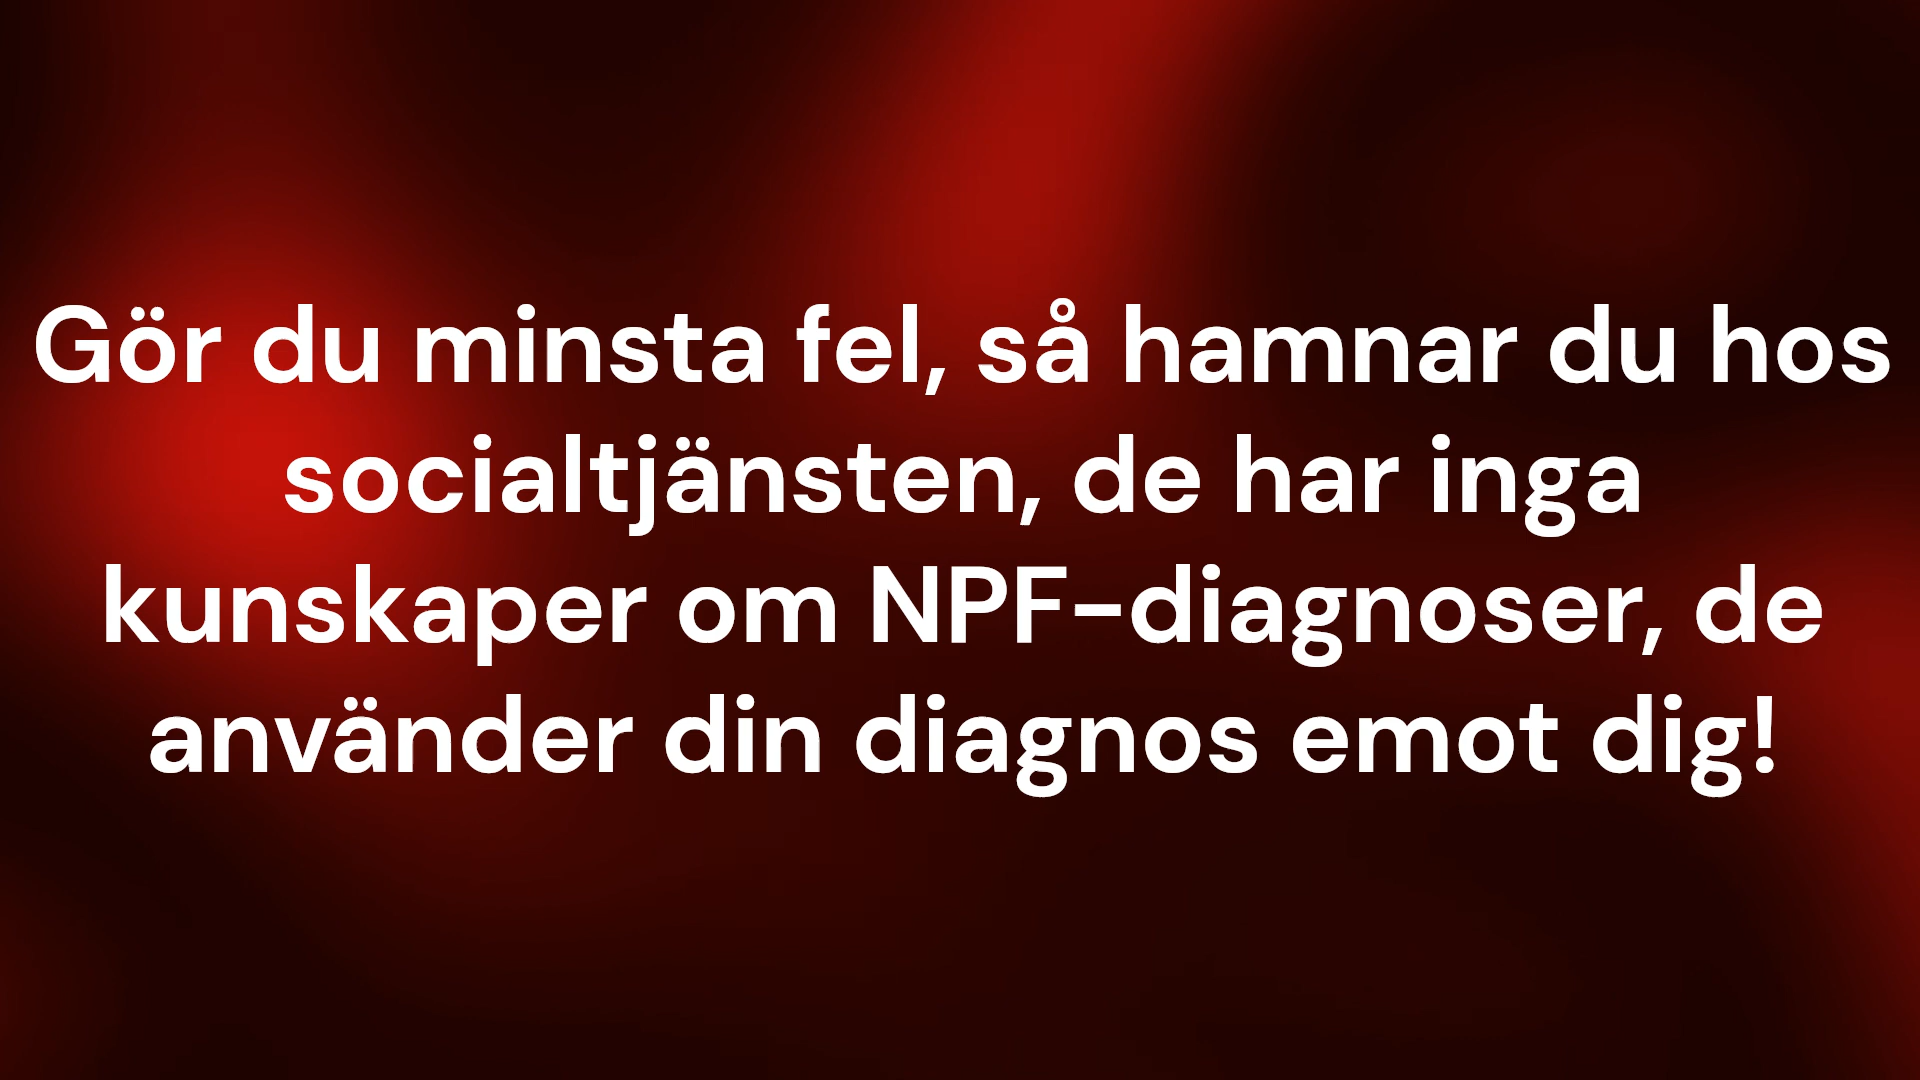 Gör du minsta fel, så hamnar du hos
socialtjänsten, de har inga
kunskaper om NPF-diagnoser, de
använder din diagnos emot dig!